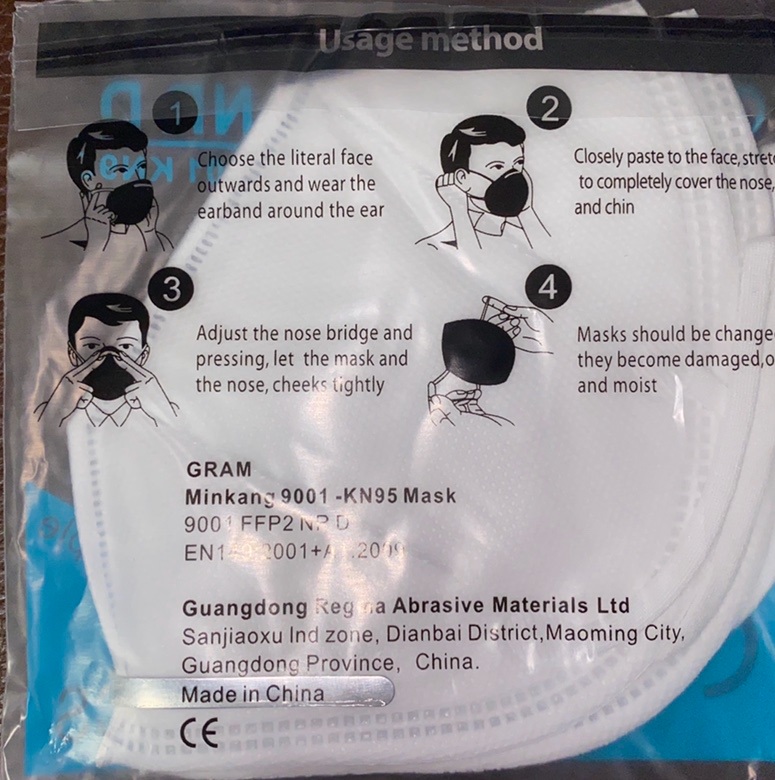 Usage method
1
Choose the literal face
outwards and wear the
earband around the ear
2
Closely paste to the face,
to completely cover the nose,
and chin
3
Adjust the nose bridge and
pressing, let the mask and
the nose, cheeks tightly
4
Masks should be
they become damaged,
and moist
GRAM
Minkang 9001 -KN95 Mask
9001 FFP2 NR D
Guangdong Abrasive Materials Ltd
Sanjiaoxu Ind zone, Dianbai District,Maoming City,
Guangdong Province, China.
Made in China
CE